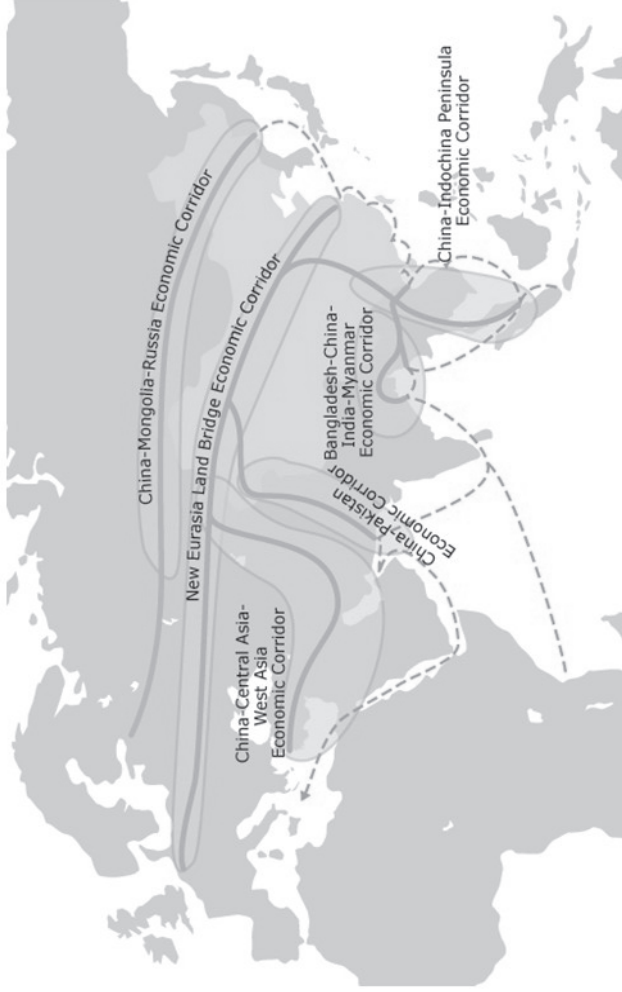 China-Mongolia-Russia Economic Corridor
New Eurasia Land Bridge Economic Corridor
China-Central Asia-
West Asia
Economic Corridor
China-Pakistan
Economic Corridor
Bangladesh-China-
India-Myanmar
Economic Corridor
China-Indochina Peninsula
Economic Corridor